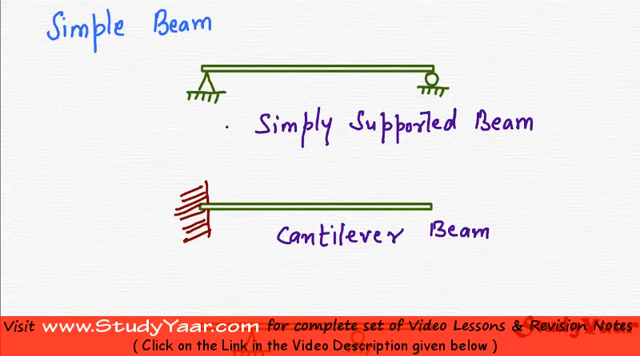 Simple Beam
Simply Supported Beam
Cantilever Beam
StudyYaar
Visit www.StudyYaar.com for complete set of Video Lessons & Revision Notes
( Click on the Link in the Video Description given below )